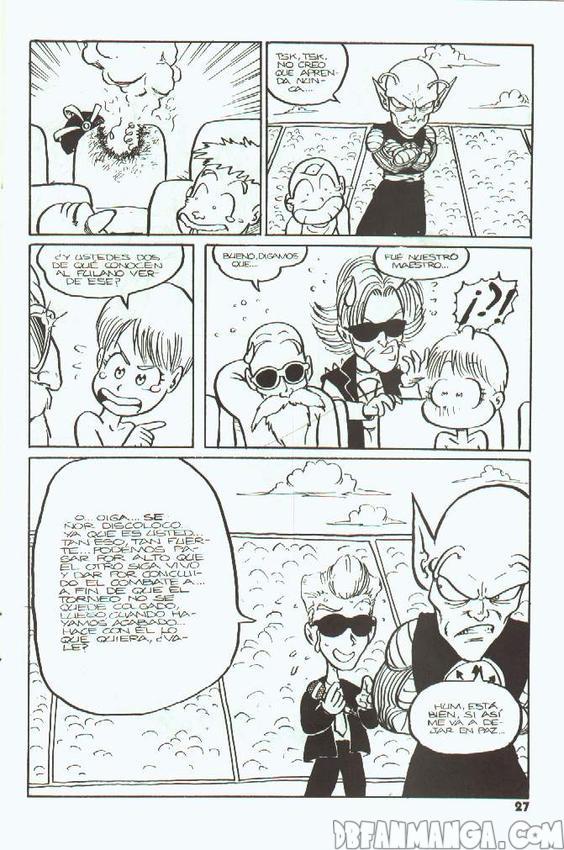 TSK, TSK,
NO CREO
QUE APREN-
DA NUN-
CA...
¿Y USTEDES DOS
DE QUÉ CONOCEN
AL FULANO VER-
DE ESE?
BUENO, DIGAMOS
QUE...
FUÉ NUESTRO
MAESTRO...
¡?!
O... OIGA... SE-
ÑOR DISCOLOCO,
YA QUE ES USTED...
TAN ESO, TAN FUER-
TE... PODEMOS PA-
SAR POR ALTO QUE
EL OTRO SIGA VIVO
Y DAR POR CONCLUI-
DO EL COMBATE A...
A FIN DE QUE EL
TORNEO NO SE
QUEDE COLGADO,
LUEGO CUANDO HA-
YAMOS ACABADO...
HACE CON ÉL LO
QUE QUIERA, ¿VA-
LE?
HUM, ESTÁ
BIEN, SI ASÍ
ME VA A DE-
JAR EN PAZ...
27
DBFANMANGA.COM